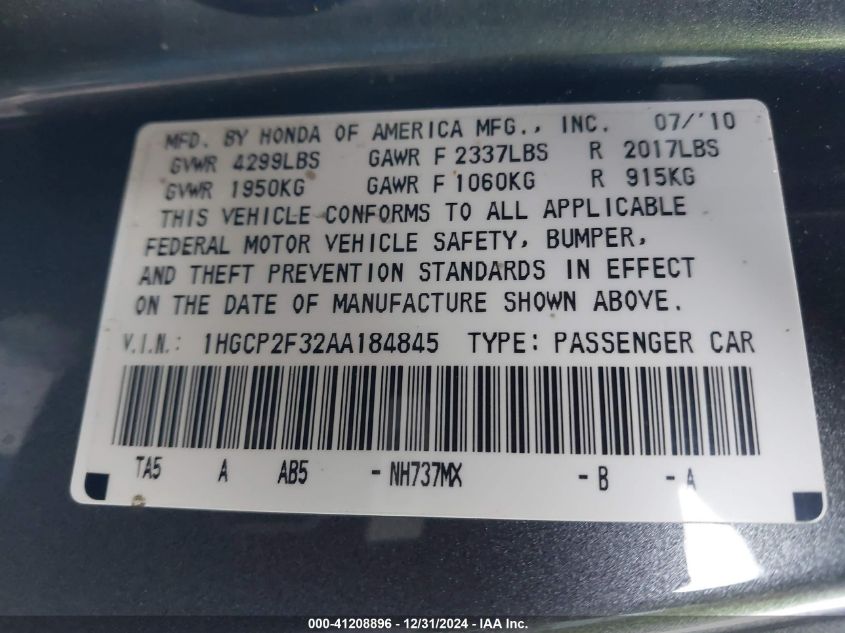 MFD. BY HONDA OF AMERICA MFG., INC. 07/'10
GVWR 4299LBS GAWR F 2337LBS R 2017LBS
GVWR 1950KG GAWR F 1060KG R 915KG
THIS VEHICLE CONFORMS TO ALL APPLICABLE
FEDERAL MOTOR VEHICLE SAFETY, BUMPER,
AND THEFT PREVENTION STANDARDS IN EFFECT
ON THE DATE OF MANUFACTURE SHOWN ABOVE.
V.I.N.: 1HGCP2F32AA184845 TYPE: PASSENGER CAR
TA5 A AB5 - NH737MX - B - A
000-41208896 - 12/31/2024 - IAA Inc.